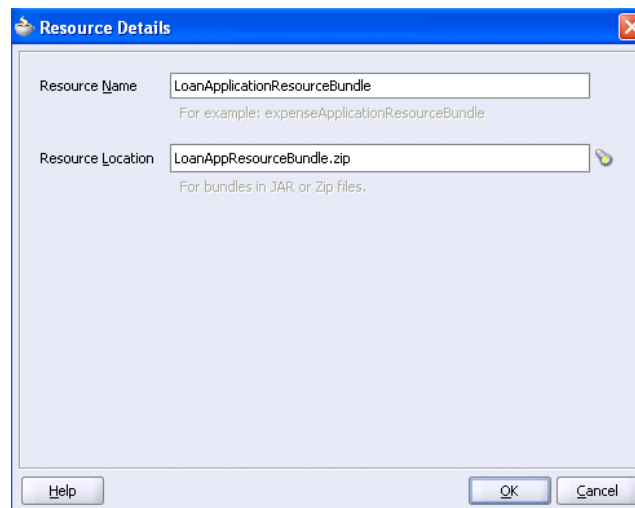 Resource Details
Resource Name LoanApplicationResourceBundle
For example: expenseApplicationResourceBundle
Resource Location LoanAppResourceBundle.zip
For bundles in JAR or Zip files.
Help OK Cancel